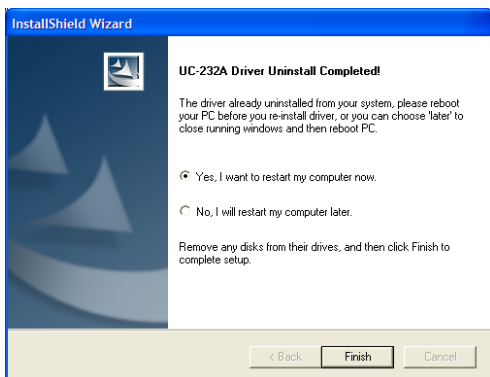 InstallShield Wizard
UC-232A Driver Uninstall Completed!
The driver already uninstalled from your system, please reboot
your PC before you re-install driver, or you can choose 'later' to
close running windows and then reboot PC.
Yes, I want to restart my computer now.
No, I will restart my computer later.
Remove any disks from their drives, and then click Finish to
complete setup.
< Back Finish Cancel